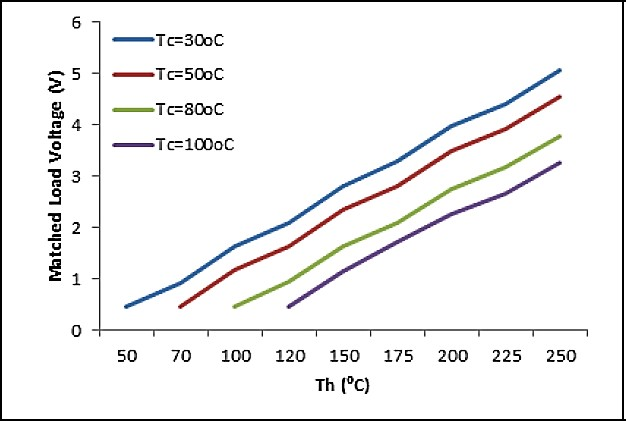 6
5
4
3
2
1
0
Matched Load Voltage (V)
Tc=30oC
Tc=50oC
Tc=80oC
Tc=100oC
50 70 100 120 150 175 200 225 250
Th (⁰C)